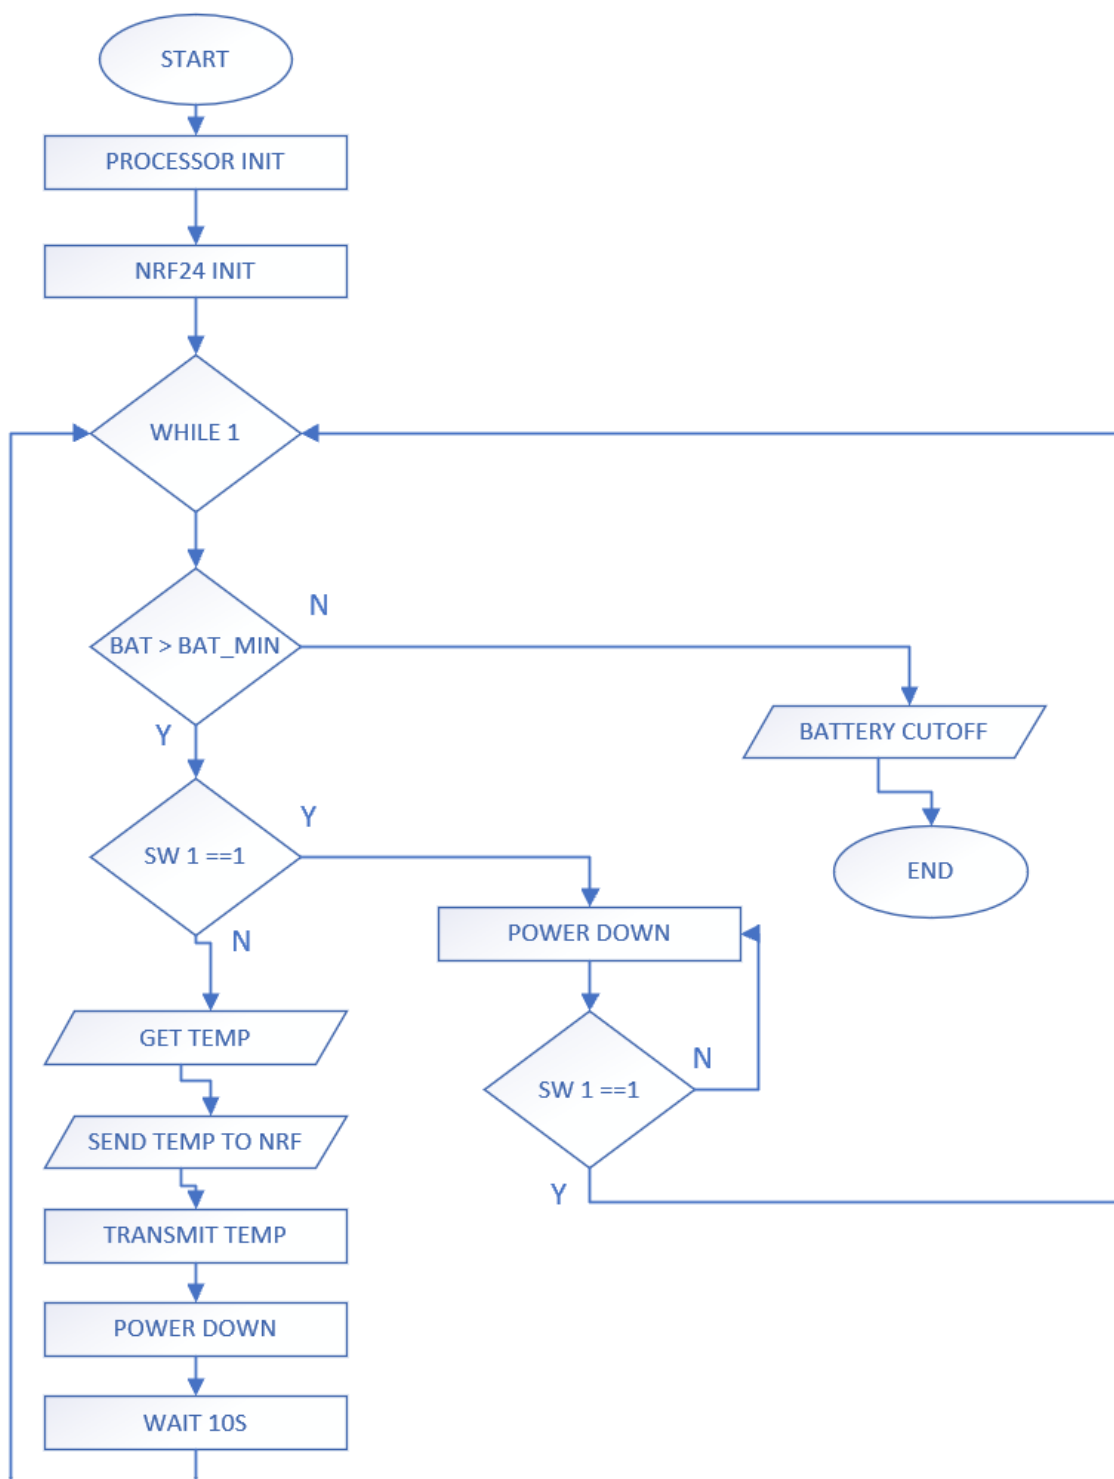 START
PROCESSOR INIT
NRF24 INIT
WHILE 1
N
BAT > BAT_MIN
Y
BATTERY CUTOFF
Y
SW 1 ==1
END
N
POWER DOWN
GET TEMP
N
SW 1 ==1
SEND TEMP TO NRF
Y
TRANSMIT TEMP
POWER DOWN
WAIT 10S